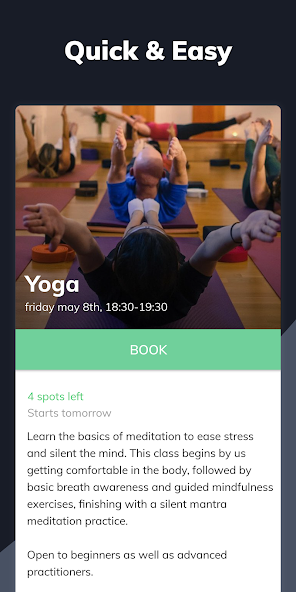 Quick & Easy
Yoga
friday may 8th, 18:30-19:30
BOOK
4 spots left
Starts tomorrow
Learn the basics of meditation to ease stress
and silent the mind. This class begins by us
getting comfortable in the body, followed by
basic breath awareness and guided mindfulness
exercises, finishing with a silent mantra
meditation practice.
Open to beginners as well as advanced
practitioners.